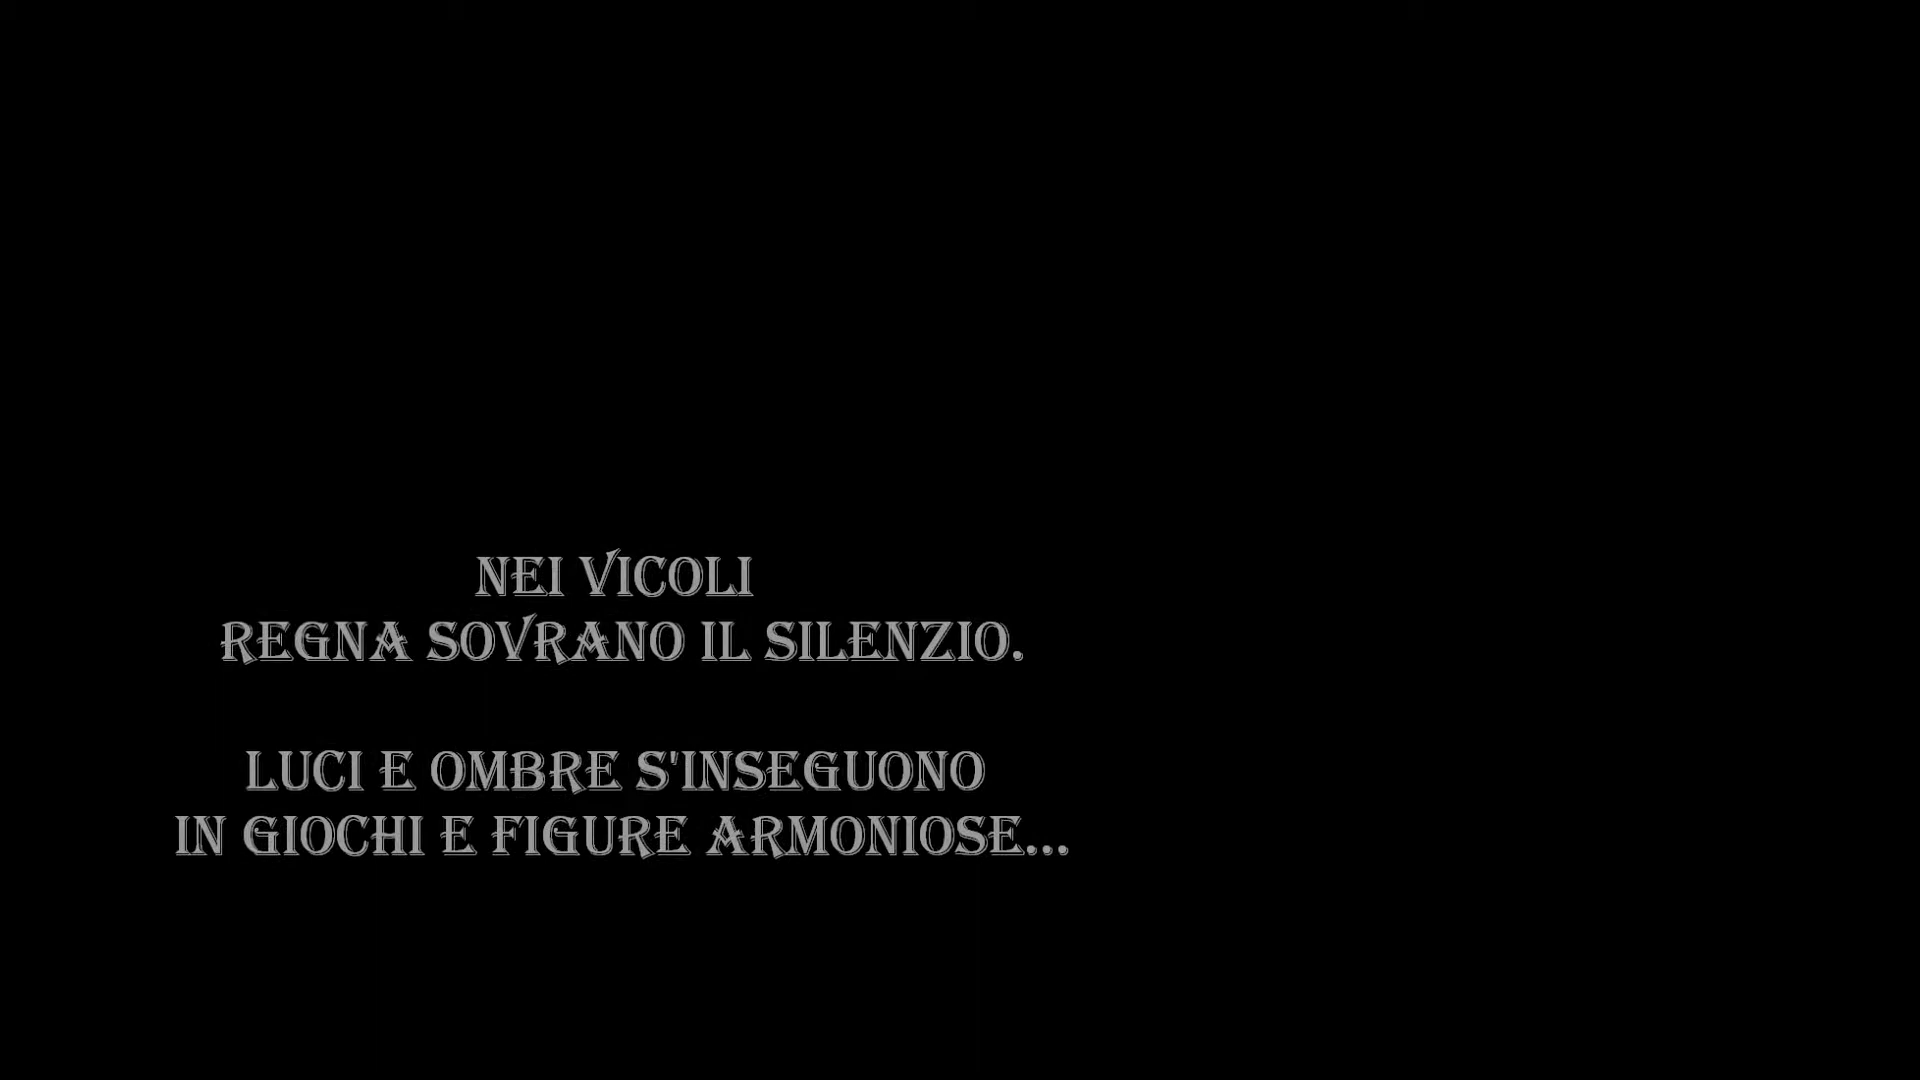 NEI VICOLI
REGNA SOVRANO IL SILENZIO.
LUCI E OMBRE S'INSEGUONO
IN GIOCHI E FIGURE ARMONIOSE...